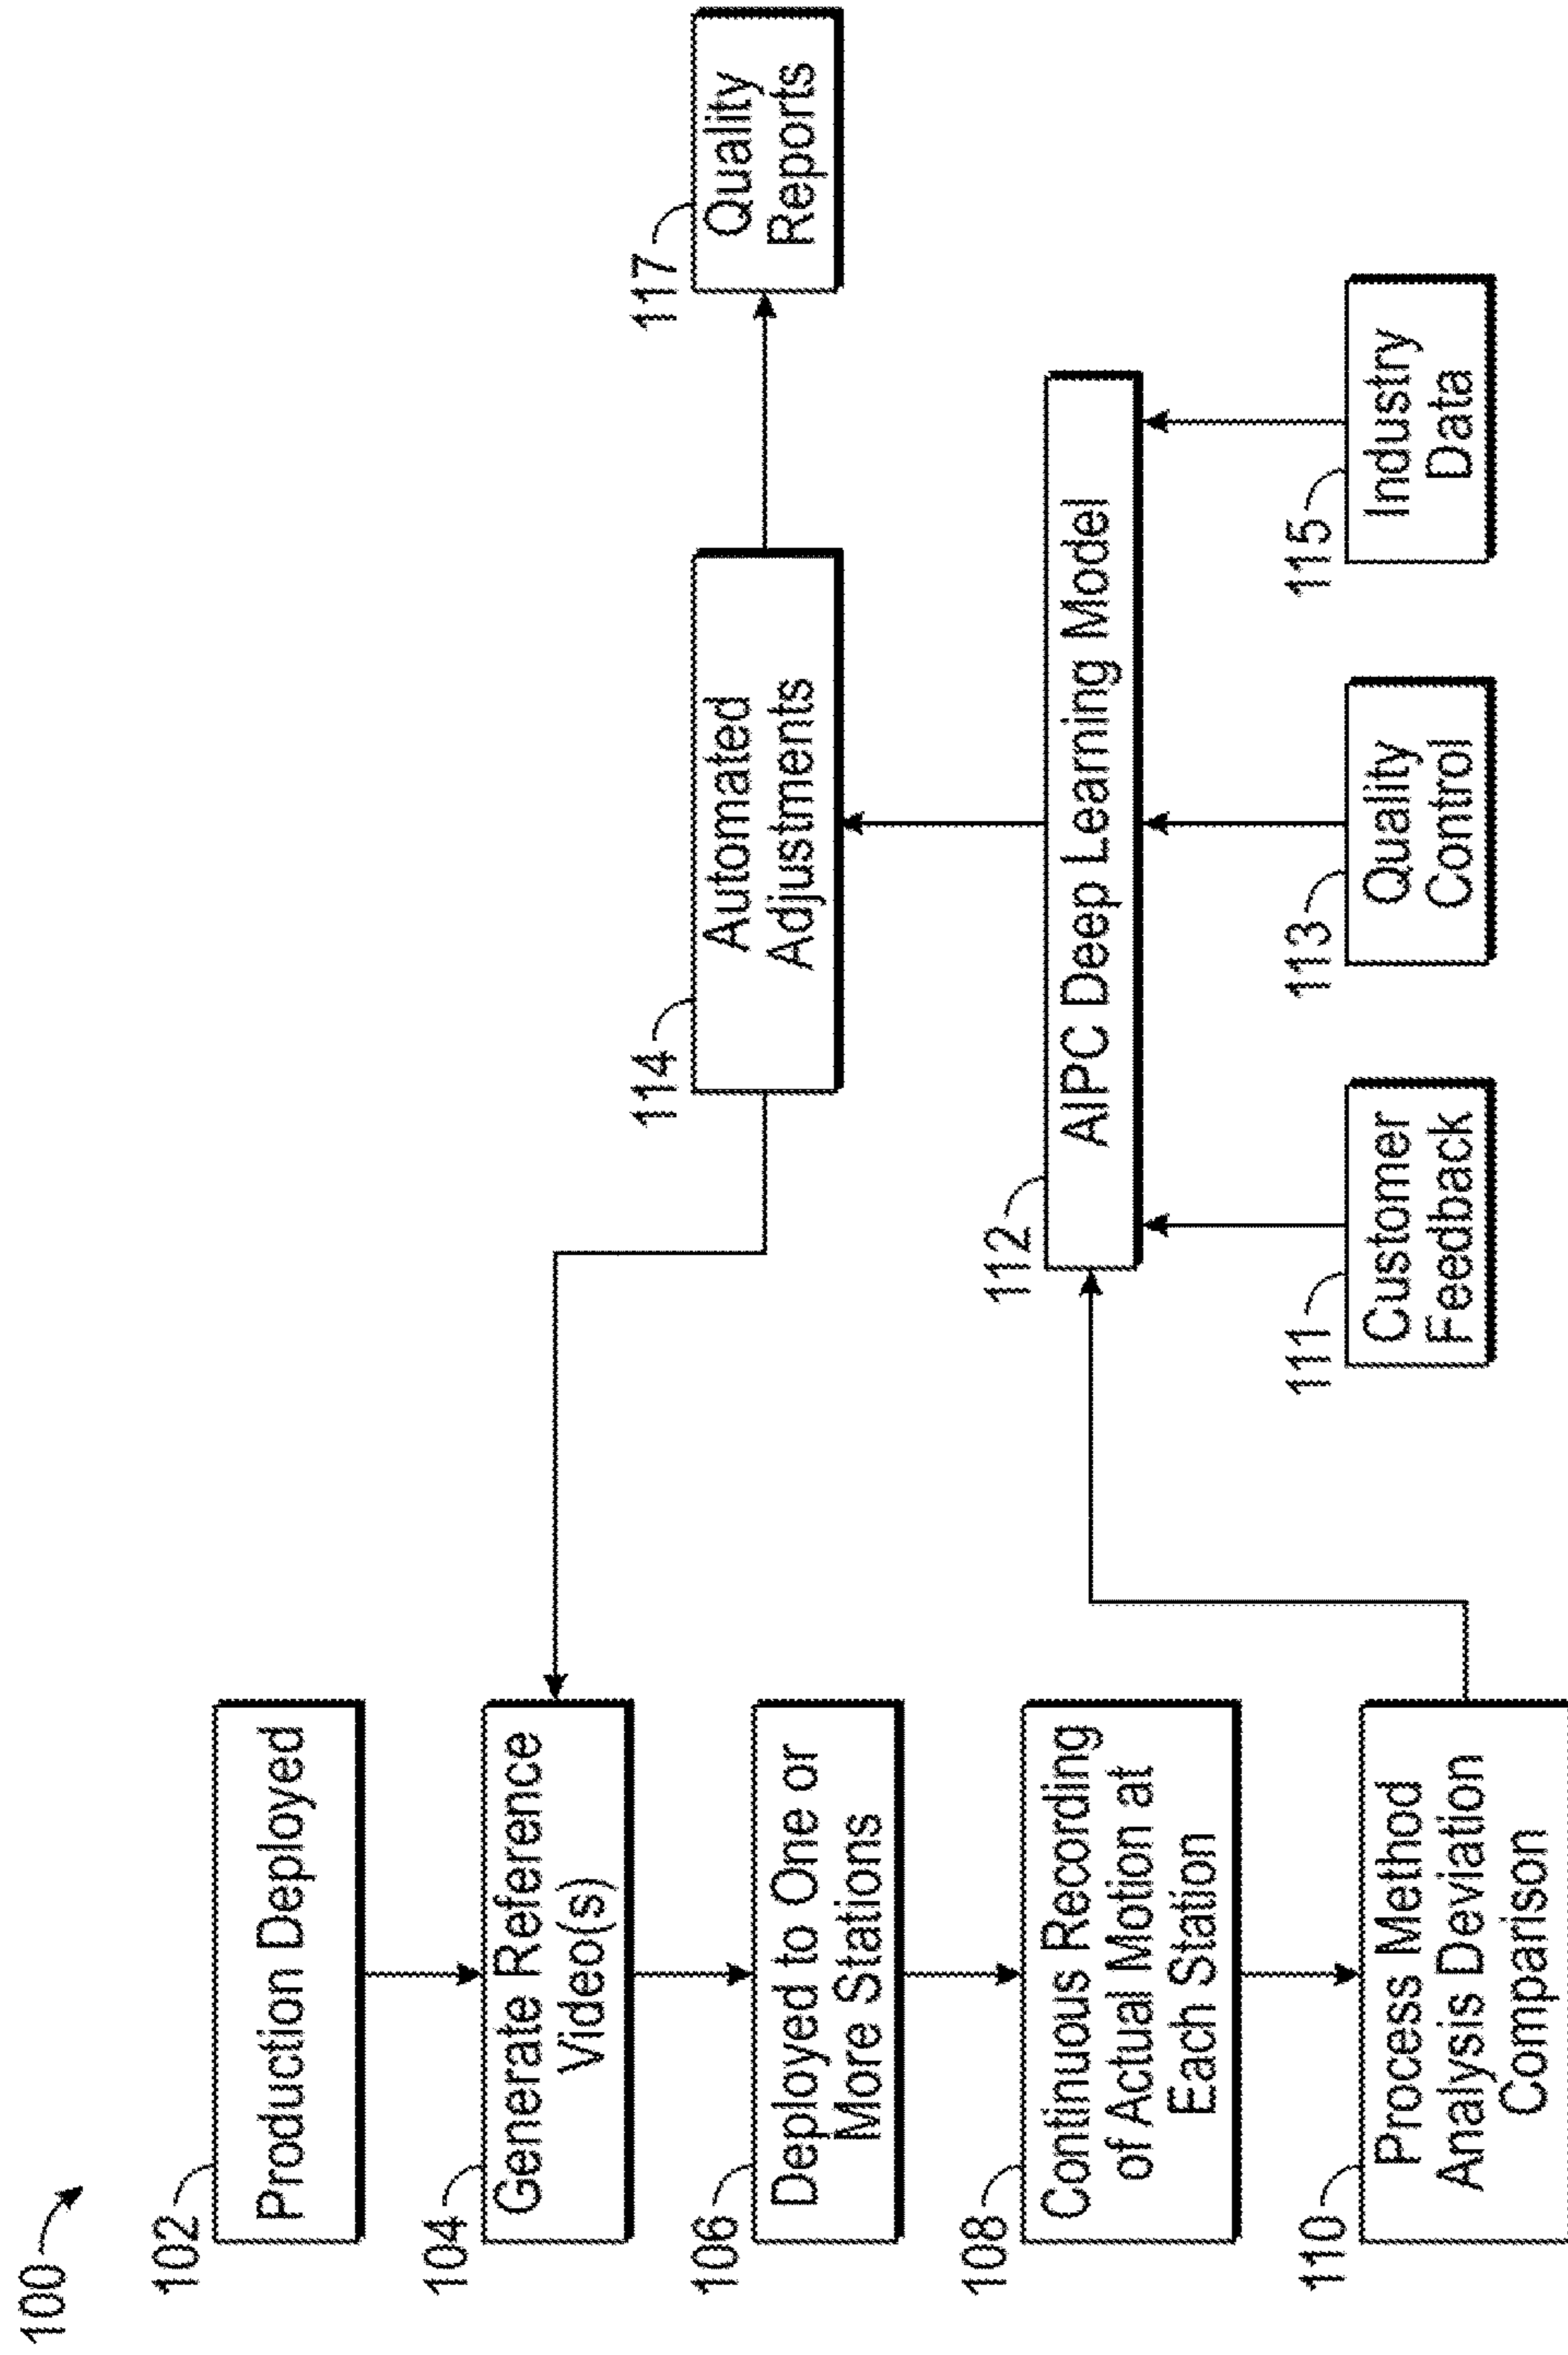 100
102
Production Deployed
104
Generate Reference
Video(s)
106
Deployed to One or
More Stations
108
Continuous Recording
of Actual Motion at
Each Station
110
Process Method
Analysis Deviation
Comparison
114
Automated
Adjustments
117
Quality
Reports
112
AIPC Deep Learning Model
111
Customer
Feedback
113
Quality
Control
115
Industry
Data